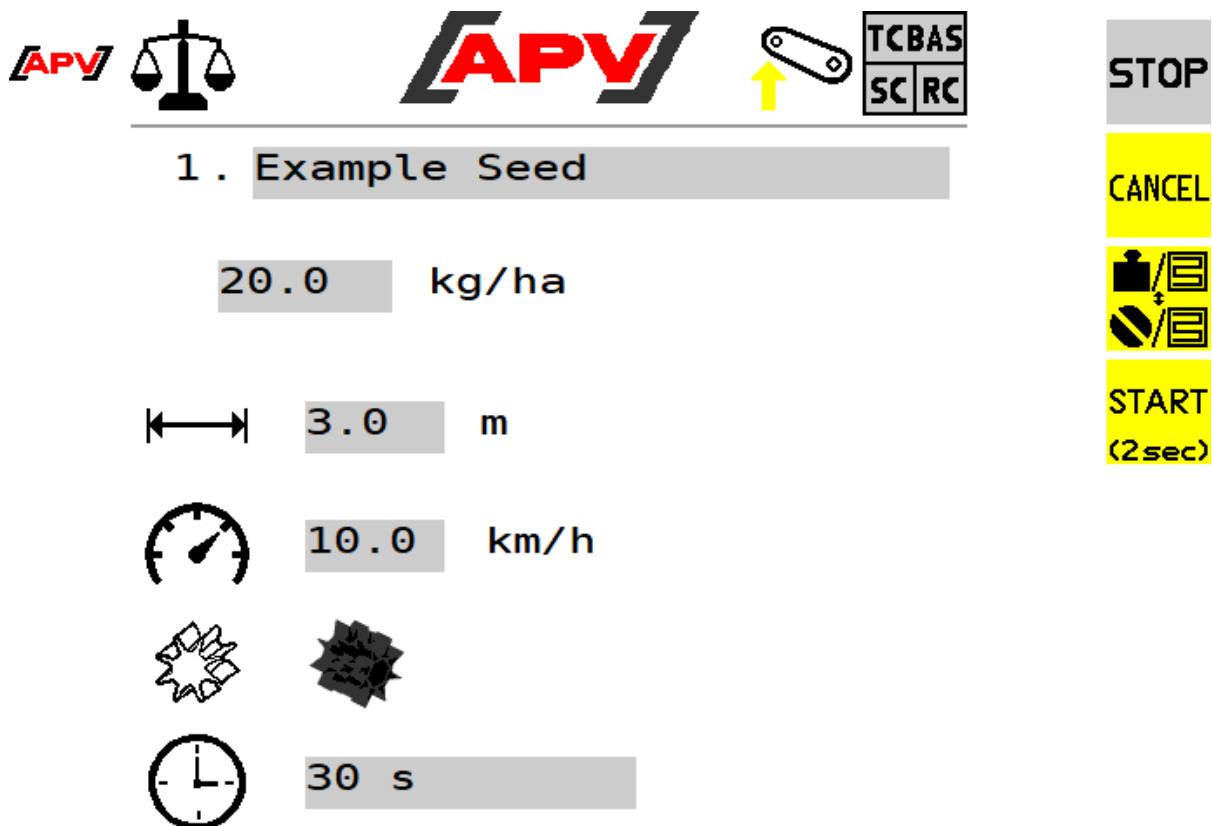 APV
APV
TCBAS
SC RC
STOP
1. Example Seed
CANCEL
20.0 kg/ha
3.0 m
START
(2sec)
10.0 km/h
30 s